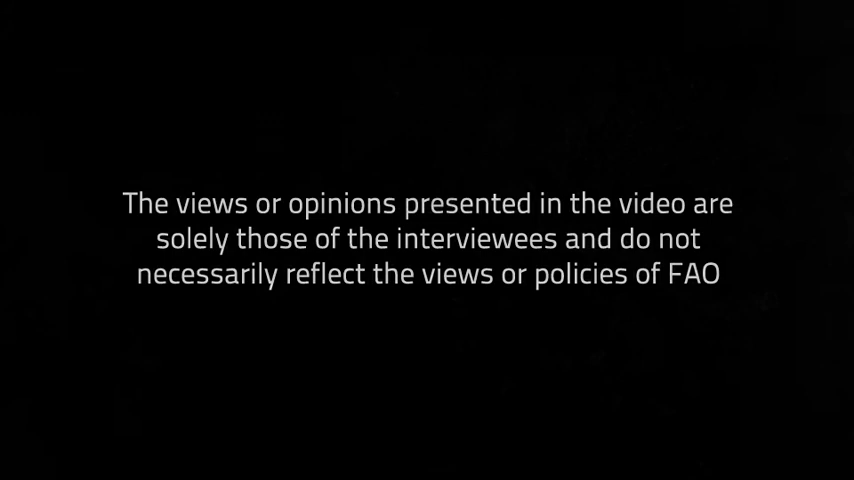 The views or opinions presented in the video are
solely those of the interviewees and do not
necessarily reflect the views or policies of FAO